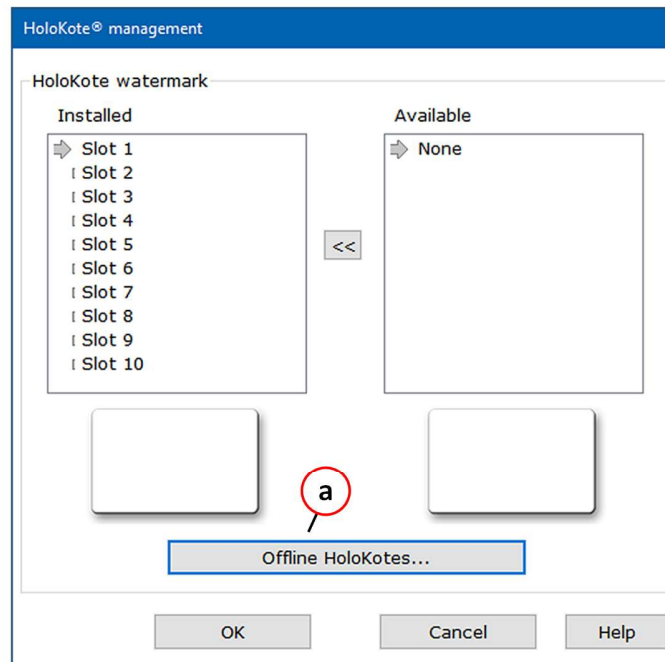 HoloKote® management
HoloKote watermark
Installed
Available
Slot 1
Slot 2
Slot 3
Slot 4
Slot 5
Slot 6
Slot 7
Slot 8
Slot 9
Slot 10
<<
None
a
Offline HoloKotes...
OK
Cancel
Help